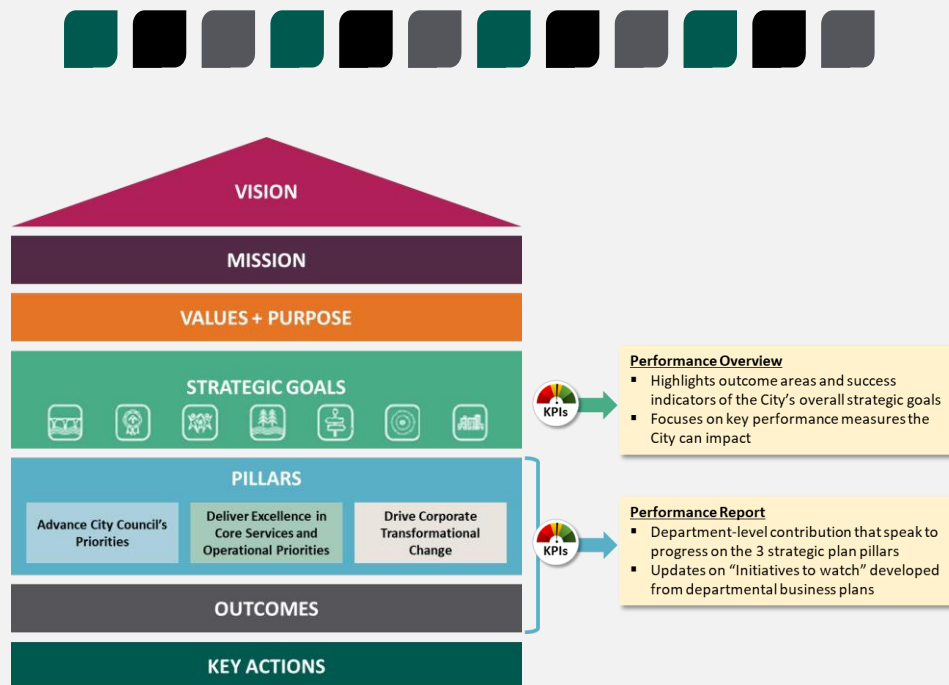 VISION
MISSION
VALUES + PURPOSE
STRATEGIC GOALS
KPIs
Performance Overview
▪ Highlights outcome areas and success
indicators of the City's overall strategic goals
▪ Focuses on key performance measures the
City can impact
PILLARS
Advance City Council's
Priorities
Deliver Excellence in
Core Services and
Operational Priorities
Drive Corporate
Transformational
Change
KPIs
Performance Report
▪ Department-level contribution that speak to
progress on the 3 strategic plan pillars
▪ Updates on “Initiatives to watch” developed
from departmental business plans
OUTCOMES
KEY ACTIONS